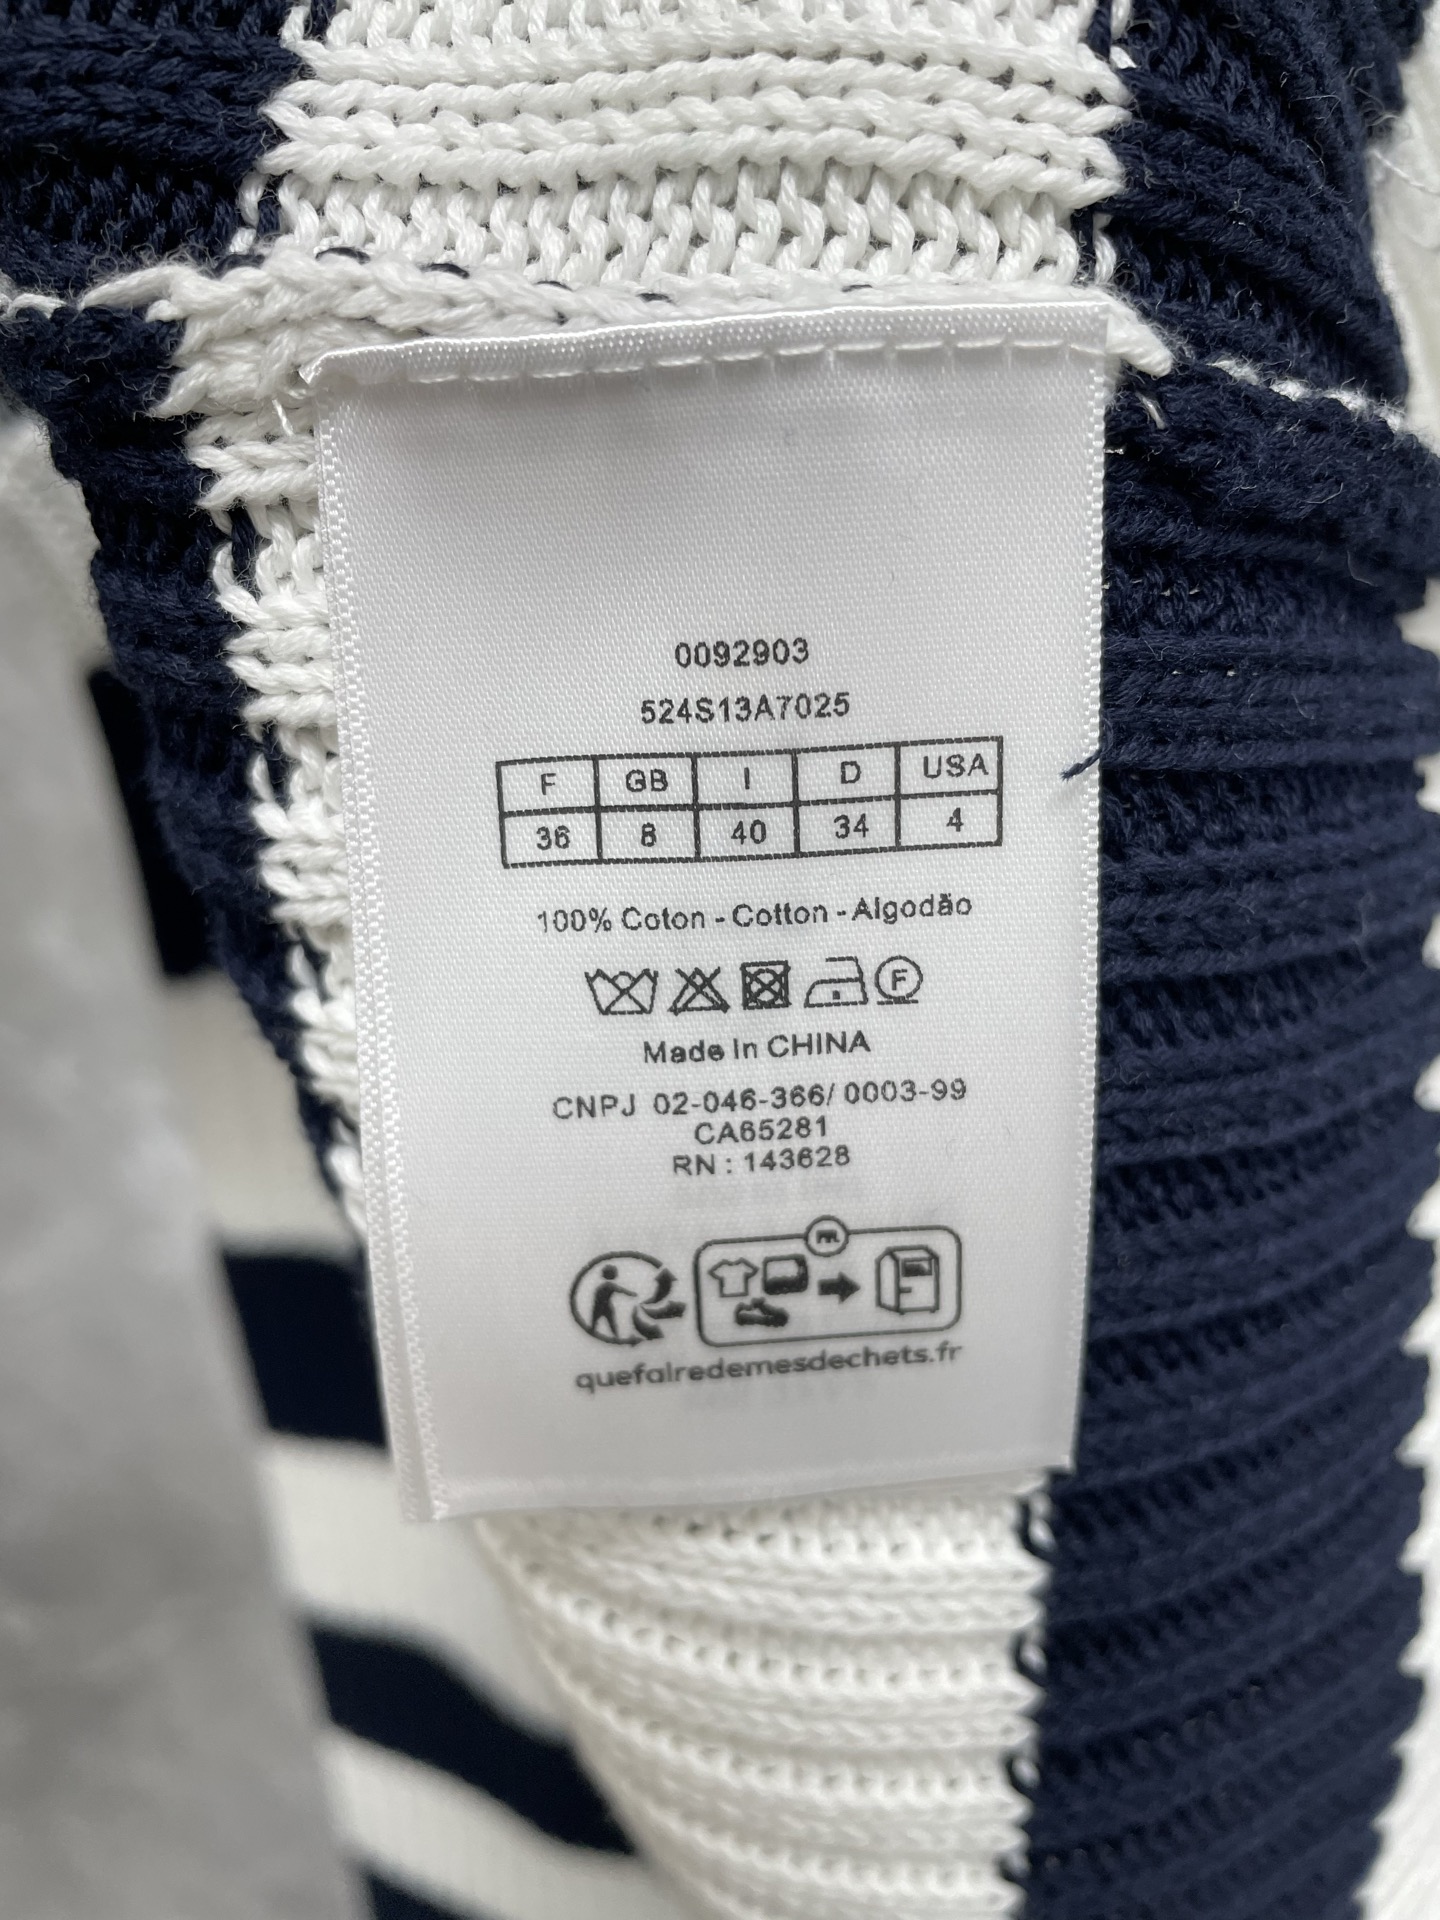 0092903
524S13A7025
F GB I D USA
36 8 40 34 4
100% Coton - Cotton - Algodão
F
Made in CHINA
CNPJ 02-046-366/ 0003-99
CA65281
RN : 143628
quefairedemesdechets.fr